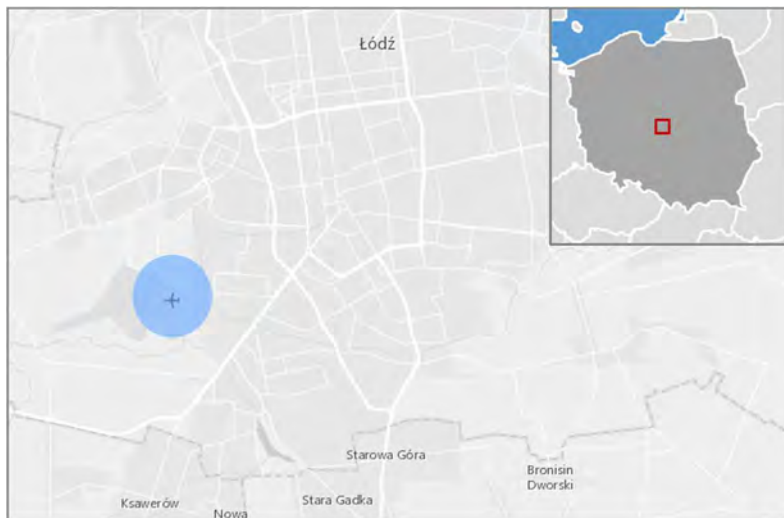 Łódź
Starowa Góra
Bronisin
Dworski
Ksawerów
Stara Gadka
Nowa